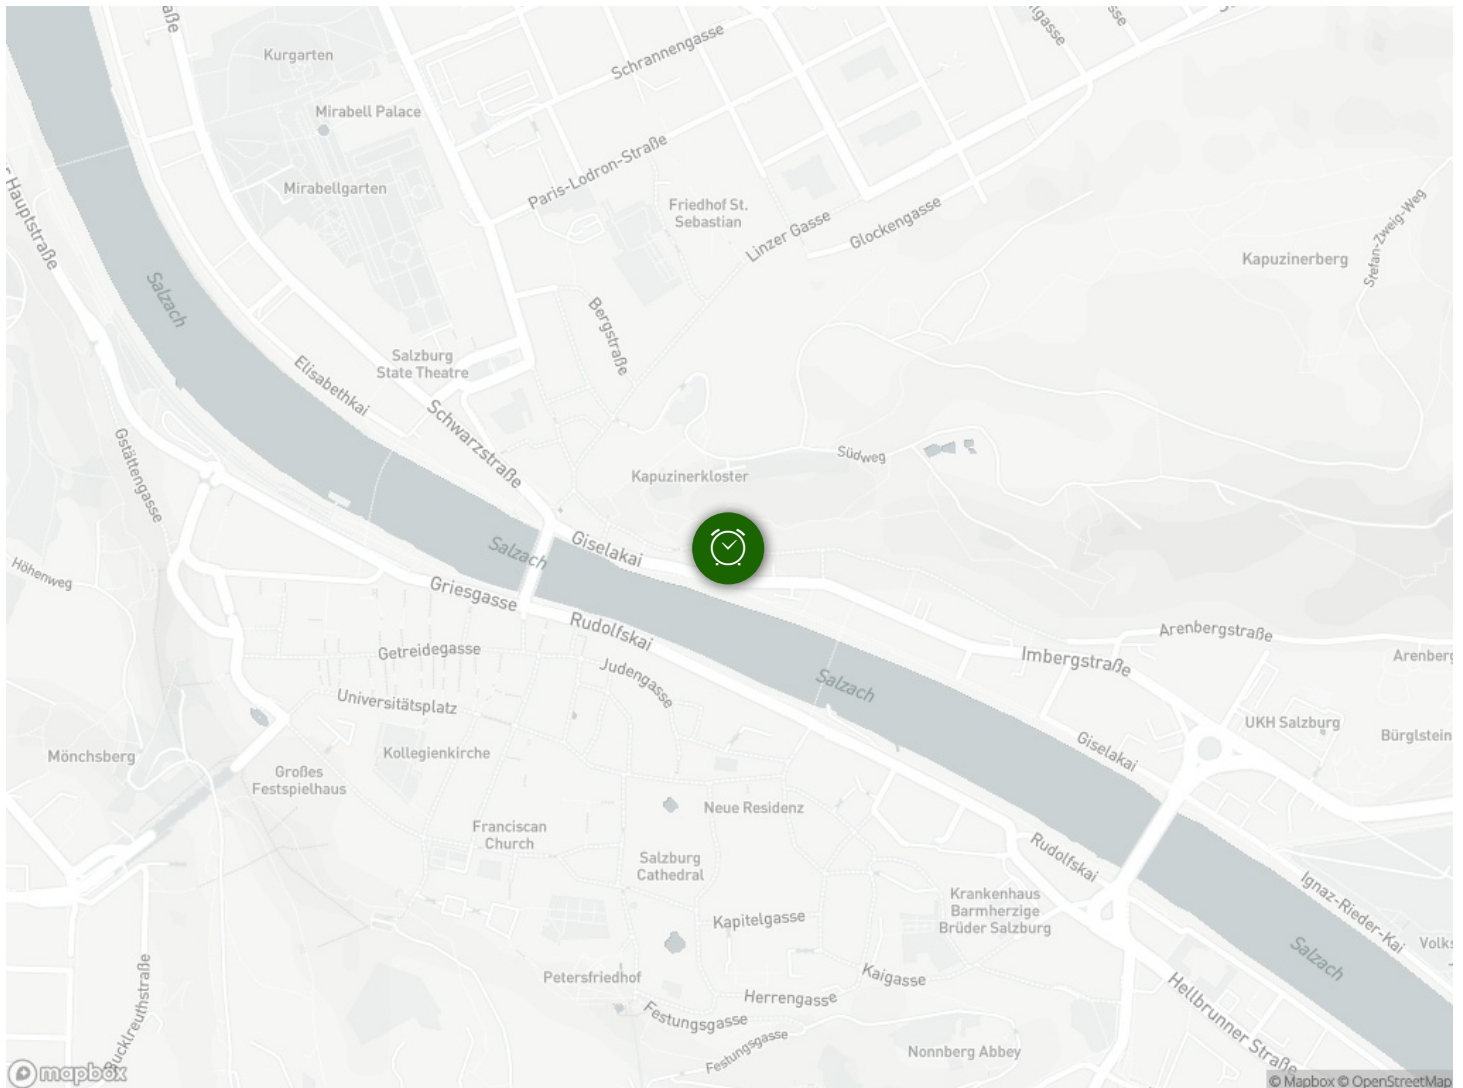 Kurgarten
Schrannengasse
Mirabell Palace
Paris-Lodron-Straße
Mirabellgarten
Friedhof St.
Sebastian
Linzer Gasse
Glockengasse
Kapuzinerberg
Stefan-Zweig-Weg
Hauptstraße
Salzach
Bergstraße
Salzburg
State Theatre
Elisabethkai
Schwarzstraße
Gstättengasse
Südweg
Kapuzinerkloster
Giselakai
Salzach
Höhenweg
Griesgasse
Rudolfskai
Getreidegasse
Judengasse
Arenbergstraße
Imbergstraße
Arenberg
Salzach
Universitätsplatz
UKH Salzburg
Bürglstein
Giselakai
Mönchsberg
Kollegienkirche
Großes
Festspielhaus
Neue Residenz
Franciscan
Church
Salzburg
Cathedral
Rudolfskai
Ignaz-Rieder-Kai
Krankenhaus
Barmherzige
Brüder Salzburg
Kapitelgasse
Volks
Salzach
Petersfriedhof
Kaigasse
Herrengasse
Festungsgasse
Festungsgasse
Hellbrunner Straße
Nonnberg Abbey
Bucklreuthstraße
mapbox
© Mapbox © OpenStreetMap